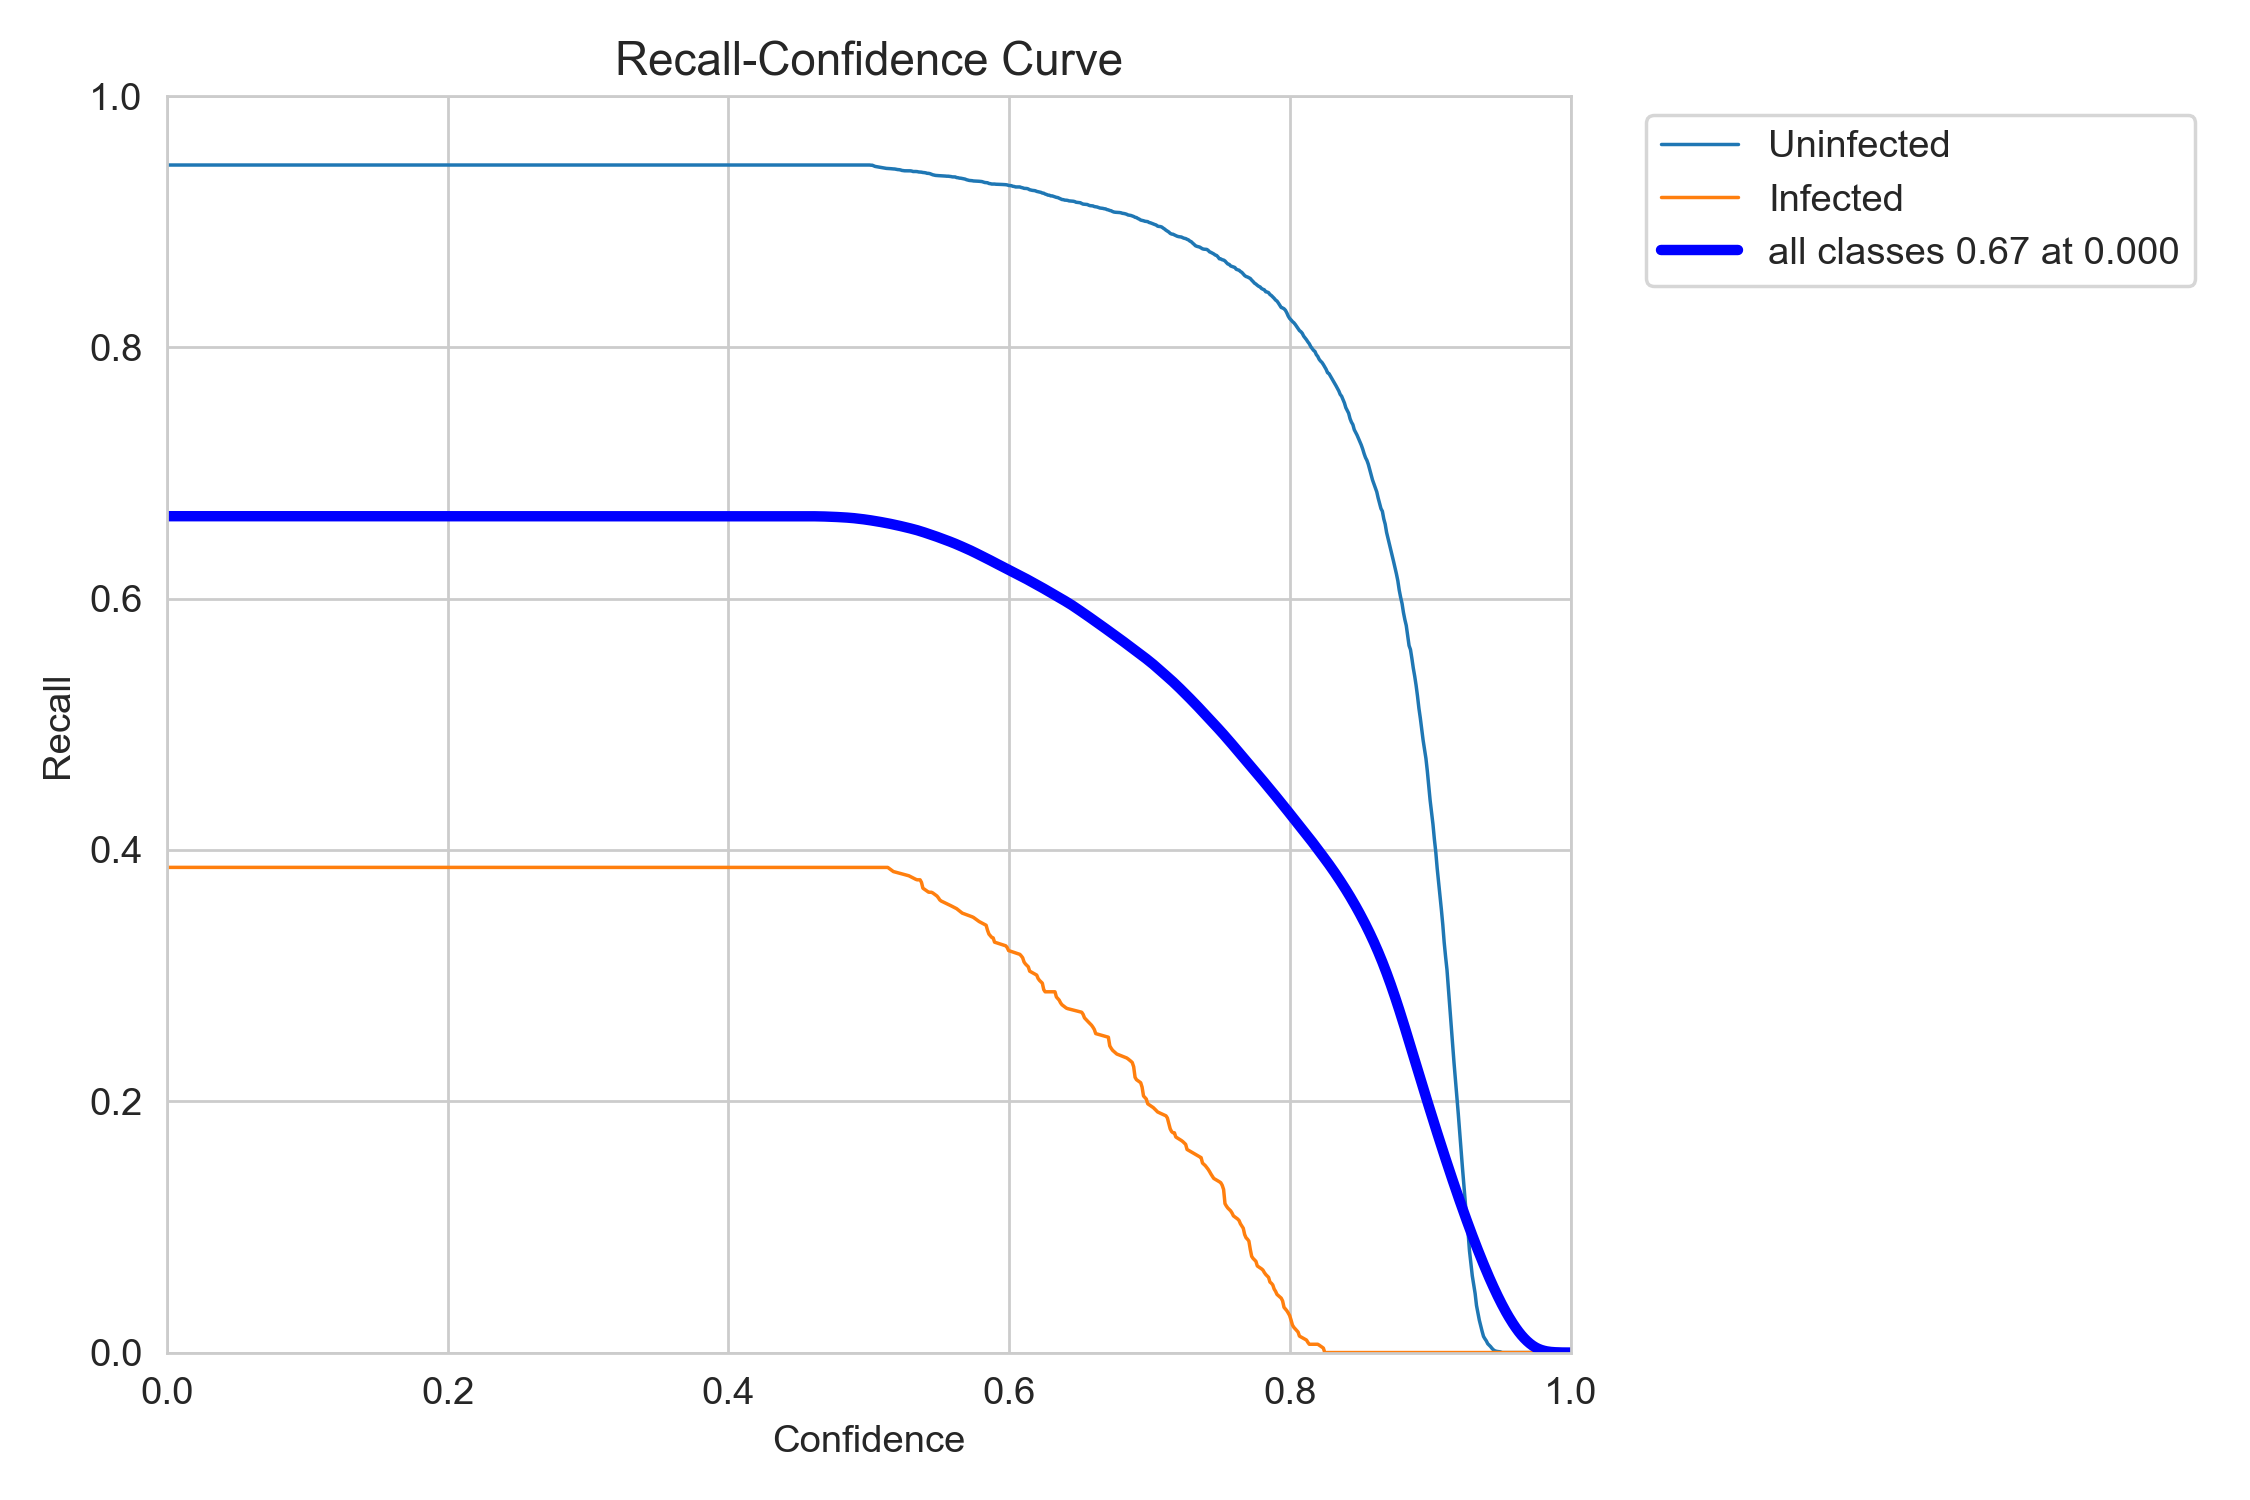 Recall-Confidence Curve
1.0
0.8
0.6
0.4
0.2
0.0
Recall
0.0 0.2 0.4 0.6 0.8 1.0
Confidence
Uninfected
Infected
all classes 0.67 at 0.000